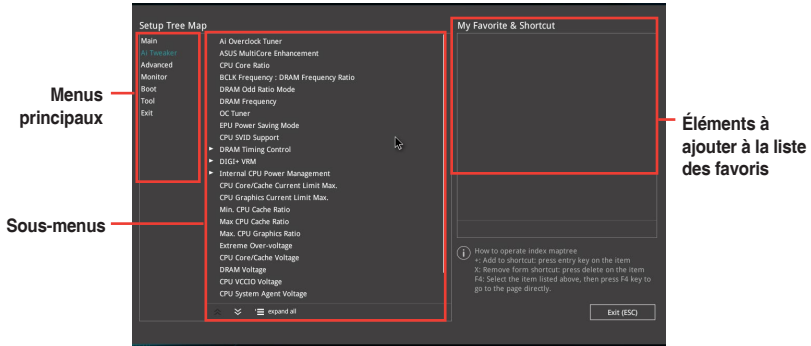 Setup Tree Map
Main
Ai Tweaker
Advanced
Monitor
Boot
Tool
Exit
Ai Overclock Tuner
ASUS MultiCore Enhancement
CPU Core Ratio
BCLK Frequency : DRAM Frequency Ratio
DRAM Odd Ratio Mode
DRAM Frequency
OC Tuner
EPU Power Saving Mode
CPU SVID Support
DRAM Timing Control
DIGI+ VRM
Internal CPU Power Management
CPU Core/Cache Current Limit Max.
CPU Graphics Current Limit Max.
Min. CPU Cache Ratio
Max CPU Cache Ratio
Max. CPU Graphics Ratio
Extreme Over-voltage
CPU Core/Cache Voltage
DRAM Voltage
CPU VCCIO Voltage
CPU System Agent Voltage
expand all
My Favorite & Shortcut
How to operate index maptree
+: Add to shortcut: press entry key on the item
X: Remove form shortcut: press delete on the item
F4: Select the item listed above, then press F4 key to
go to the page directly.
Exit (ESC)
Menus
principaux
Sous-menus
Éléments à
ajouter à la liste
des favoris